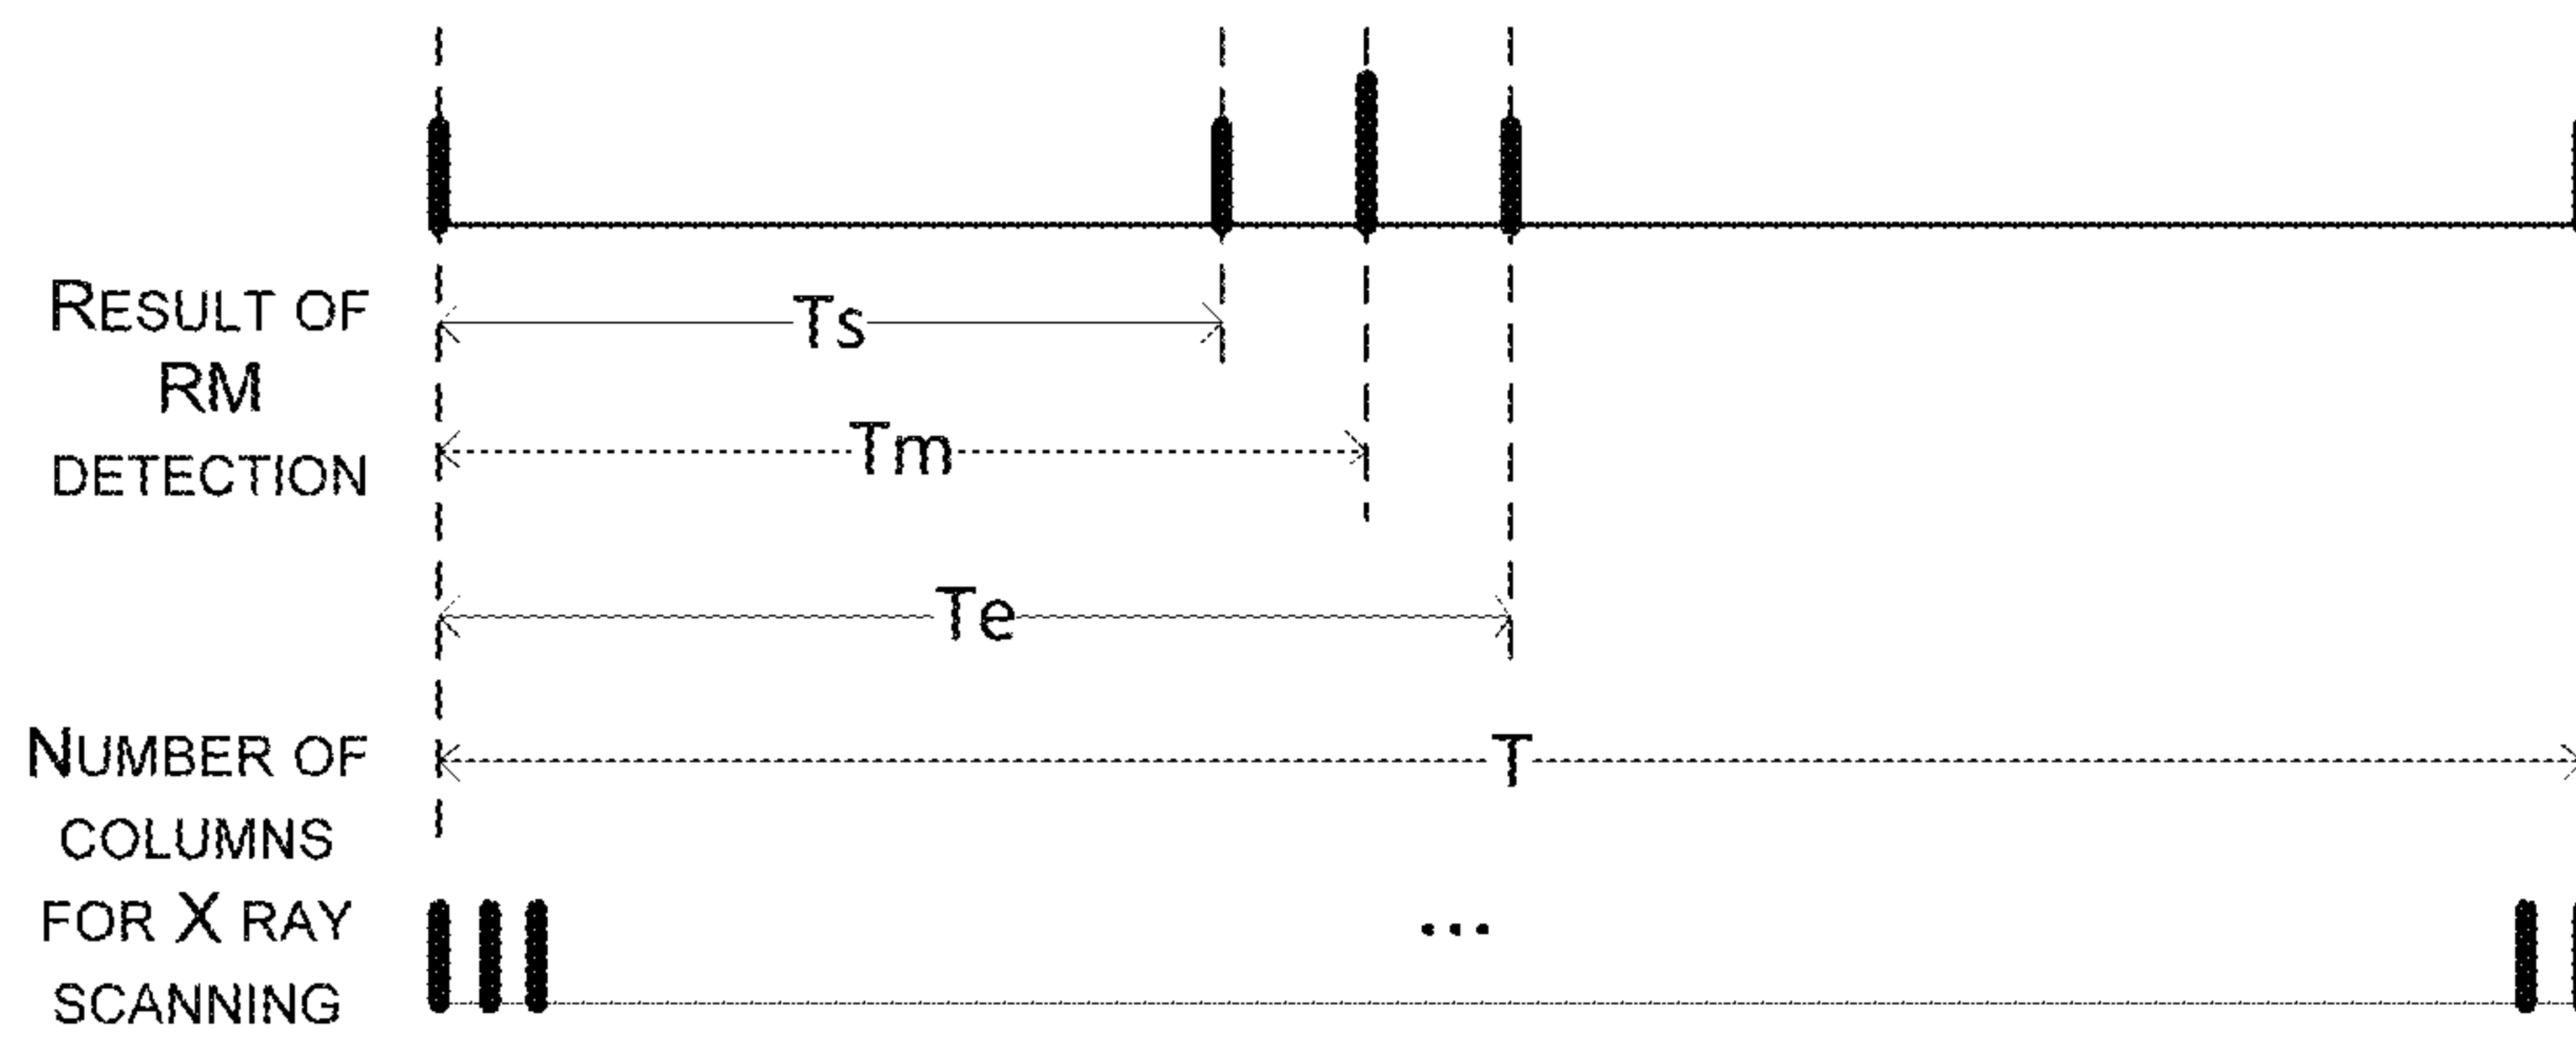 RESULT OF
RM
DETECTION
Ts
Tm
Te
T
NUMBER OF
COLUMNS
FOR X RAY
SCANNING
...